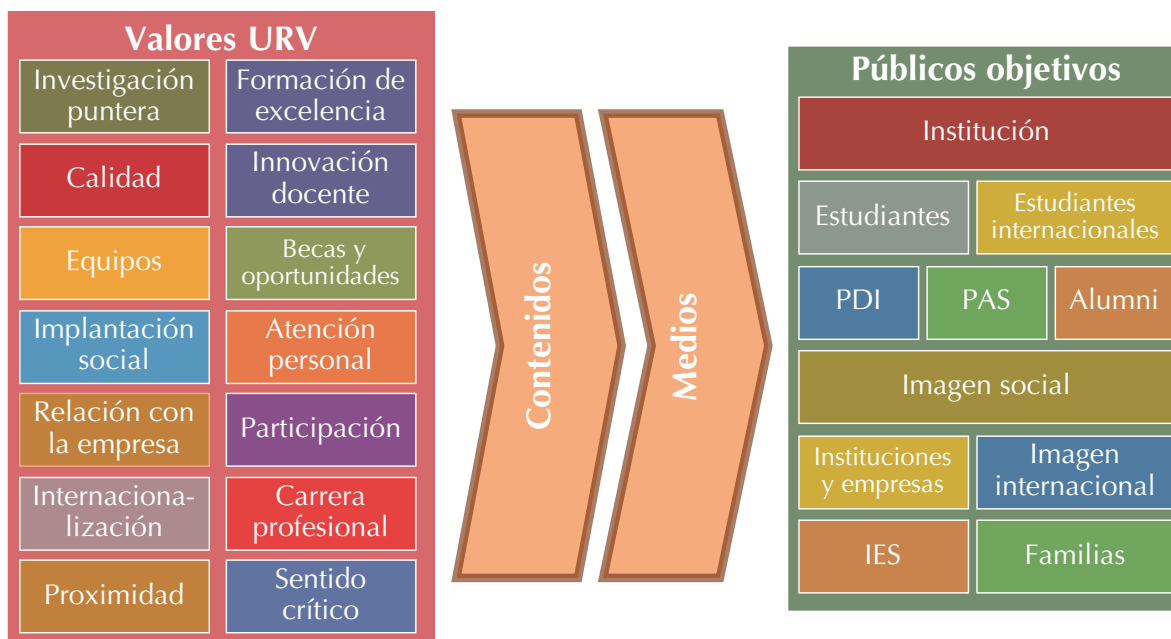 Valores URV
Investigación
puntera
Formación de
excelencia
Calidad
Innovación
docente
Equipos
Becas y
oportunidades
Implantación
social
Atención
personal
Relación con
la empresa
Participación
Internaciona-
lización
Carrera
profesional
Proximidad
Sentido
crítico
Contenidos
Medios
Públicos objetivos
Institución
Estudiantes
Estudiantes
internacionales
PDI
PAS
Alumni
Imagen social
Instituciones
y empresas
Imagen
internacional
IES
Familias